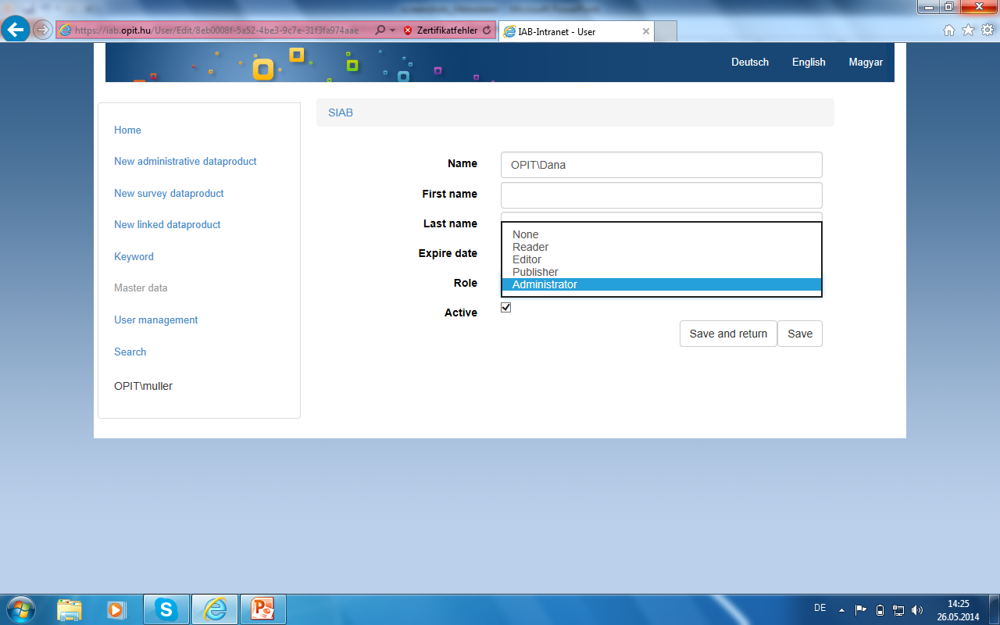 https://iab.opit.hu/User/Edit/8eb0008f-5a52-4be3-9c7e-31f3fa974aae
Zertifikatfehler
IAB-Intranet - User
Deutsch English Magyar
SIAB
Home
New administrative dataproduct
New survey dataproduct
New linked dataproduct
Keyword
Master data
User management
Search
OPIT\muller
Name OPIT\Dana
First name
Last name
Expire date
Role
None
Reader
Editor
Publisher
Administrator
Active
Save and return Save
DE
14:25
26.05.2014